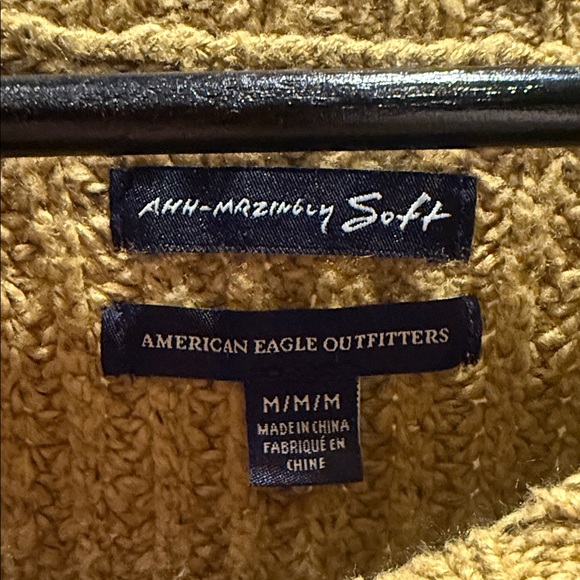 AHH-MAZINGLY Soft
AMERICAN EAGLE OUTFITTERS
M/M/M
MADE IN CHINA
FABRIQUÉ EN
CHINE